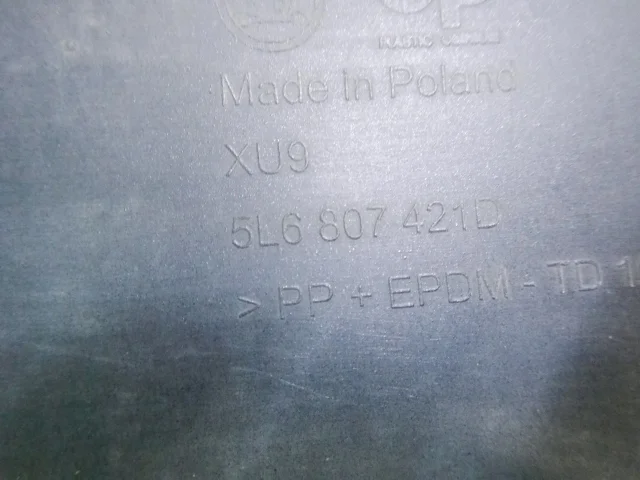 Made in Poland
XU9
5L6 807 421D
> PP + EPDM - TD